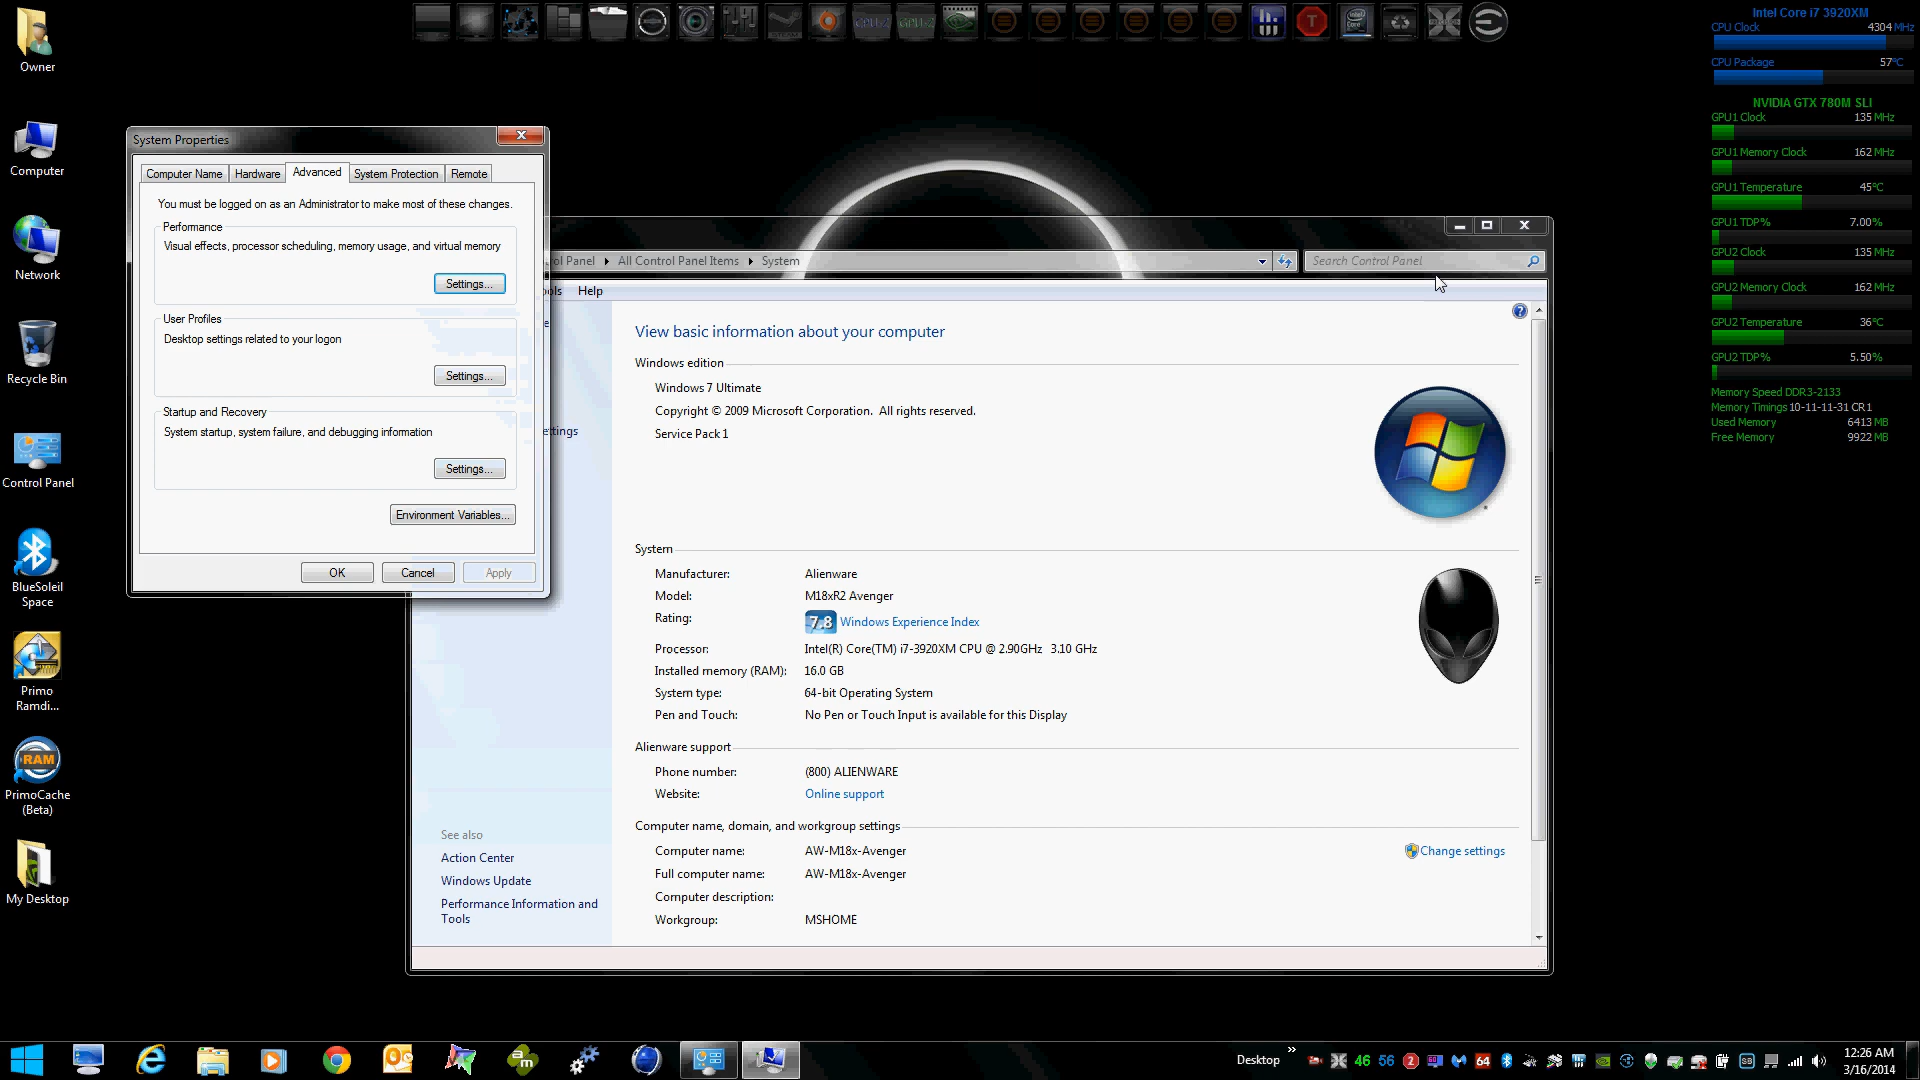 Owner
Computer
Network
Recycle Bin
Control Panel
BlueSoleil
Space
Primo
Ramdi...
RAM
PrimoCache
(Beta)
My Desktop
System Properties
Computer Name
Hardware
Advanced
System Protection
Remote
You must be logged on as an Administrator to make most of these changes.
Performance
Visual effects, processor scheduling, memory usage, and virtual memory
Settings...
User Profiles
Desktop settings related to your logon
Settings...
Startup and Recovery
System startup, system failure, and debugging information
Settings...
Environment Variables...
OK
Cancel
Apply
All Control Panel Items
System
Search Control Panel
Help
View basic information about your computer
Windows edition
Windows 7 Ultimate
Copyright © 2009 Microsoft Corporation.  All rights reserved.
Service Pack 1
System
Manufacturer: Alienware
Model: M18xR2 Avenger
Rating: 7.8 Windows Experience Index
Processor: Intel(R) Core(TM) i7-3920XM CPU @ 2.90GHz  3.10 GHz
Installed memory (RAM): 16.0 GB
System type: 64-bit Operating System
Pen and Touch: No Pen or Touch Input is available for this Display
Alienware support
Phone number: (800) ALIENWARE
Website: Online support
Computer name, domain, and workgroup settings
Computer name: AW-M18x-Avenger
Change settings
Full computer name: AW-M18x-Avenger
Computer description:
Workgroup: MSHOME
See also
Action Center
Windows Update
Performance Information and
Tools
Intel Core i7 3920XM
CPU Clock 4304 MHz
CPU Package 57°C
NVIDIA GTX 780M SLI
GPU1 Clock 135 MHz
GPU1 Memory Clock 162 MHz
GPU1 Temperature 45°C
GPU1 TDP% 7.00%
GPU2 Clock 135 MHz
GPU2 Memory Clock 162 MHz
GPU2 Temperature 36°C
GPU2 TDP% 5.50%
Memory Speed DDR3-2133
Memory Timings 10-11-11-31 CR1
Used Memory 6413 MB
Free Memory 9922 MB
am
Desktop
46
56
2
64
12:26 AM
3/16/2014